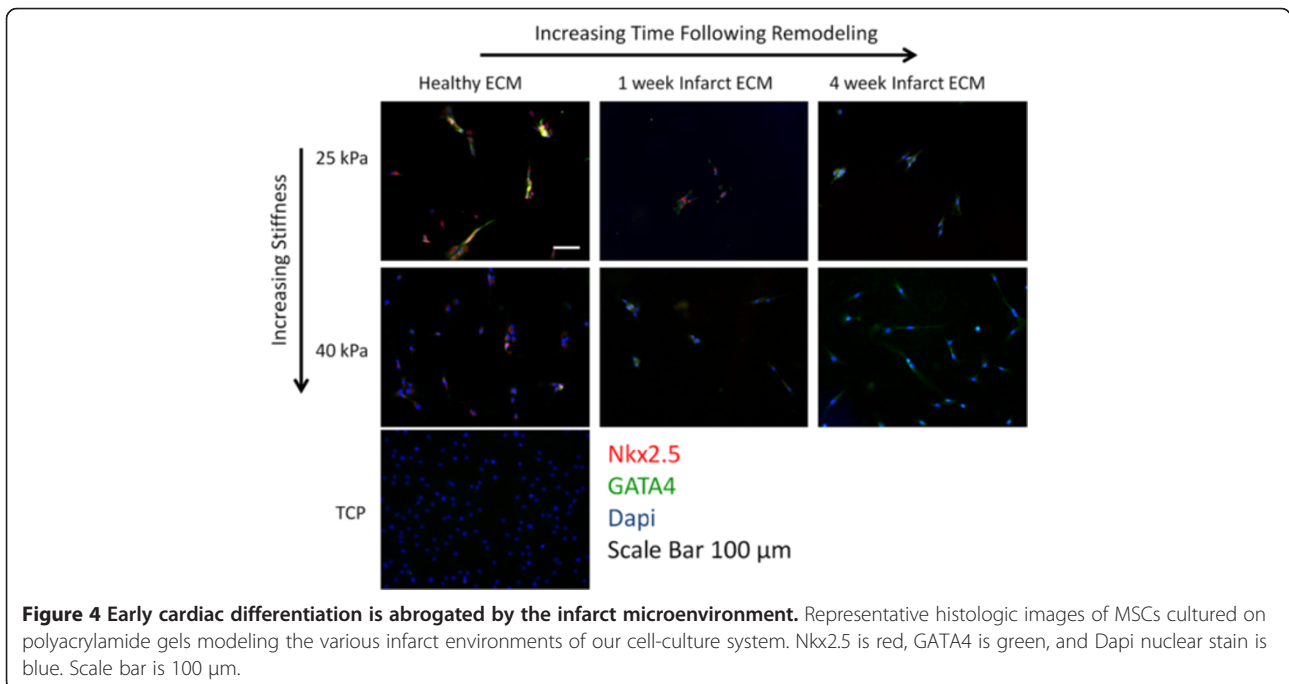 Increasing Time Following Remodeling
Healthy ECM
1 week Infarct ECM
4 week Infarct ECM
Increasing Stiffness
25 kPa
40 kPa
TCP
Nkx2.5
GATA4
Dapi
Scale Bar 100 µm
Figure 4 Early cardiac differentiation is abrogated by the infarct microenvironment. Representative histologic images of MSCs cultured on
polyacrylamide gels modeling the various infarct environments of our cell-culture system. Nkx2.5 is red, GATA4 is green, and Dapi nuclear stain is
blue. Scale bar is 100 µm.